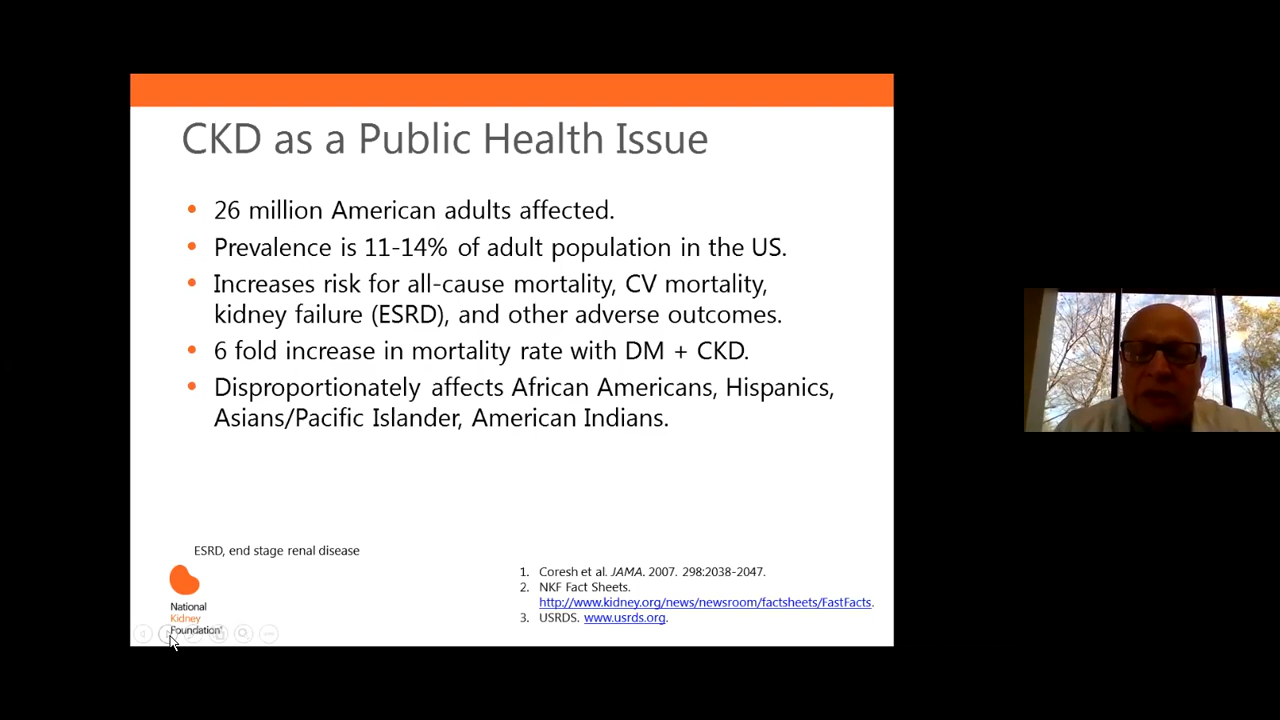 CKD as a Public Health Issue
• 26 million American adults affected.
• Prevalence is 11-14% of adult population in the US.
• Increases risk for all-cause mortality, CV mortality,
kidney failure (ESRD), and other adverse outcomes.
• 6 fold increase in mortality rate with DM + CKD.
• Disproportionately affects African Americans, Hispanics,
Asians/Pacific Islander, American Indians.
ESRD, end stage renal disease
National
Kidney
Foundation®
1. Coresh et al. JAMA. 2007. 298:2038-2047.
2. NKF Fact Sheets.
http://www.kidney.org/news/newsroom/factsheets/FastFacts.
3. USRDS. www.usrds.org.